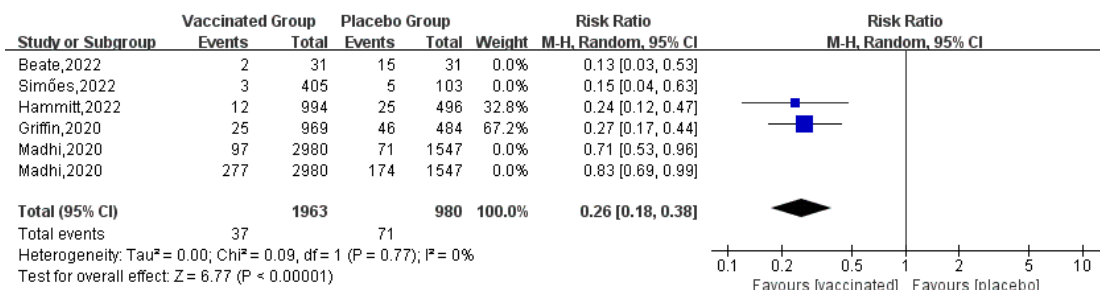 Vaccinated Group Placebo Group Risk Ratio Risk Ratio
Study or Subgroup Events Total Events Total Weight M-H, Random, 95% CI M-H, Random, 95% CI
Beate,2022 2 31 15 31 0.0% 0.13 [0.03, 0.53]
Simões,2022 3 405 5 103 0.0% 0.15 [0.04, 0.63]
Hammitt,2022 12 994 25 496 32.8% 0.24 [0.12, 0.47]
Griffin,2020 25 969 46 484 67.2% 0.27 [0.17, 0.44]
Madhi,2020 97 2980 71 1547 0.0% 0.71 [0.53, 0.96]
Madhi,2020 277 2980 174 1547 0.0% 0.83 [0.69, 0.99]
Total (95% CI) 1963 980 100.0% 0.26 [0.18, 0.38]
Total events 37 71
Heterogeneity: Tau² = 0.00; Chi² = 0.09, df = 1 (P = 0.77); I² = 0%
Test for overall effect: Z = 6.77 (P < 0.00001)
0.1 0.2 0.5 1 2 5 10
Favours [vaccinated] Favours [placebo]